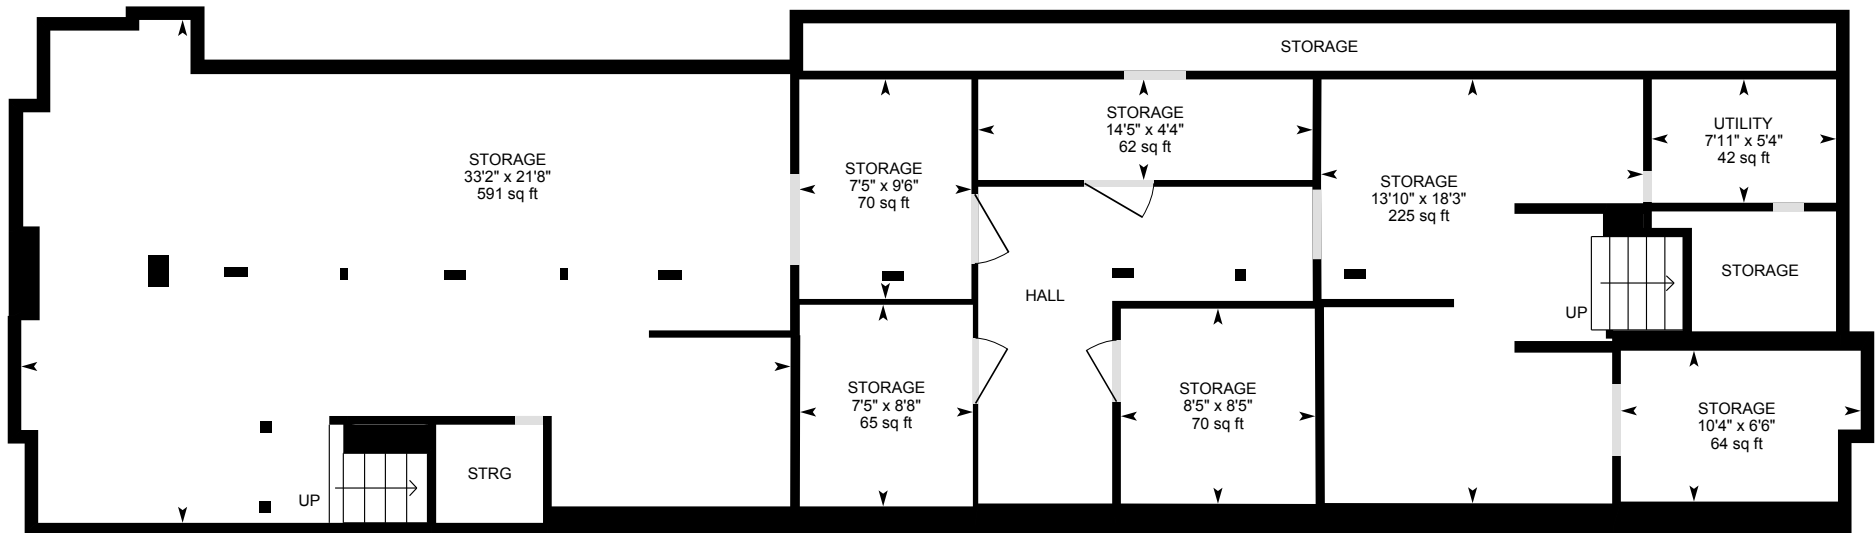 STORAGE
STORAGE
33'2" x 21'8"
591 sq ft
STORAGE
7'5" x 9'6"
70 sq ft
STORAGE
14'5" x 4'4"
62 sq ft
STORAGE
13'10" x 18'3"
225 sq ft
UTILITY
7'11" x 5'4"
42 sq ft
STORAGE
HALL
UP
STORAGE
7'5" x 8'8"
65 sq ft
STORAGE
8'5" x 8'5"
70 sq ft
STORAGE
10'4" x 6'6"
64 sq ft
STRG
UP